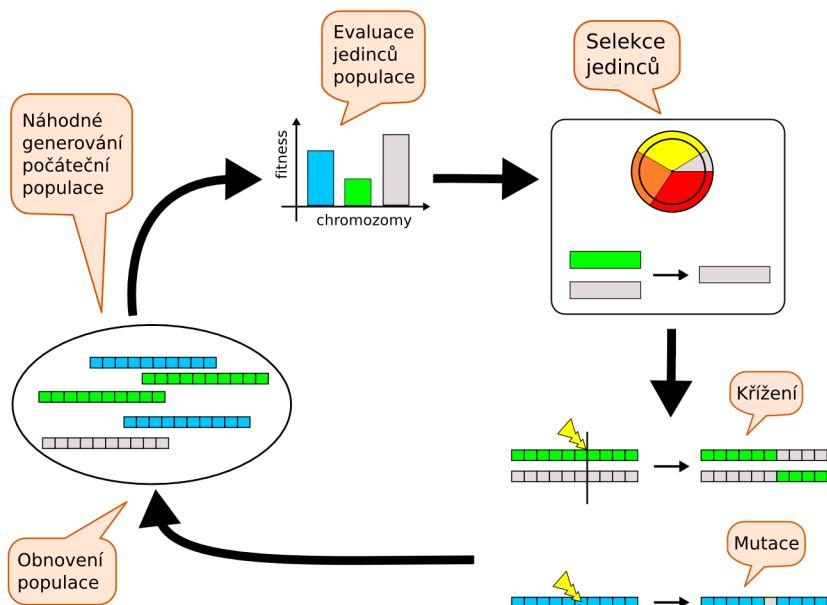 Evaluace
jedinců
populace
Selekce
jedinců
Náhodné
generování
počáteční
populace
fitness
chromozomy
Křížení
Obnovení
populace
Mutace